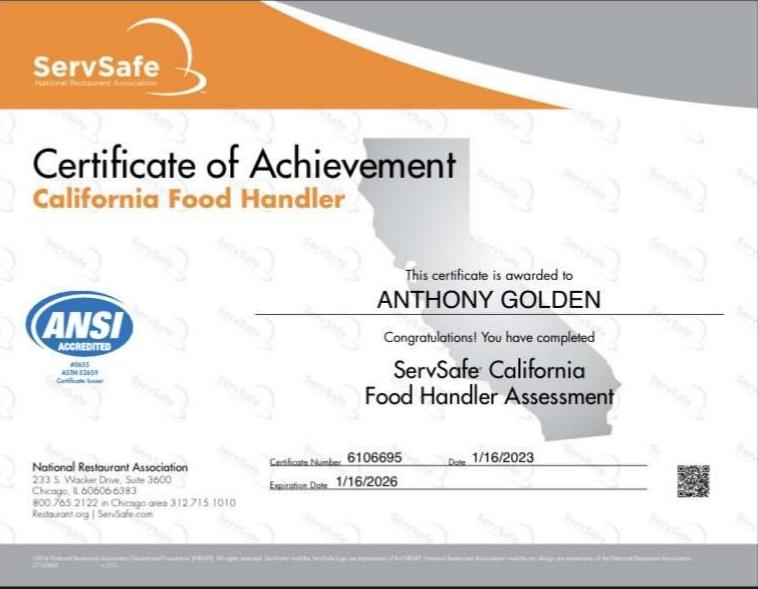 ServSafe
National Restaurant Association
Certificate of Achievement
California Food Handler
This certificate is awarded to
ANTHONY GOLDEN
Congratulations! You have completed
ServSafe® California
Food Handler Assessment
ANSI
ACCREDITED
#0655
ASTM E2659
Certificate Issuer
Certificate Number 6106695 Date 1/16/2023
Expiration Date 1/16/2026
National Restaurant Association
233 S. Wacker Drive, Suite 3600
Chicago, IL 60606-6383
800.765.2122 in Chicago area 312.715.1010
Restaurant.org | ServSafe.com